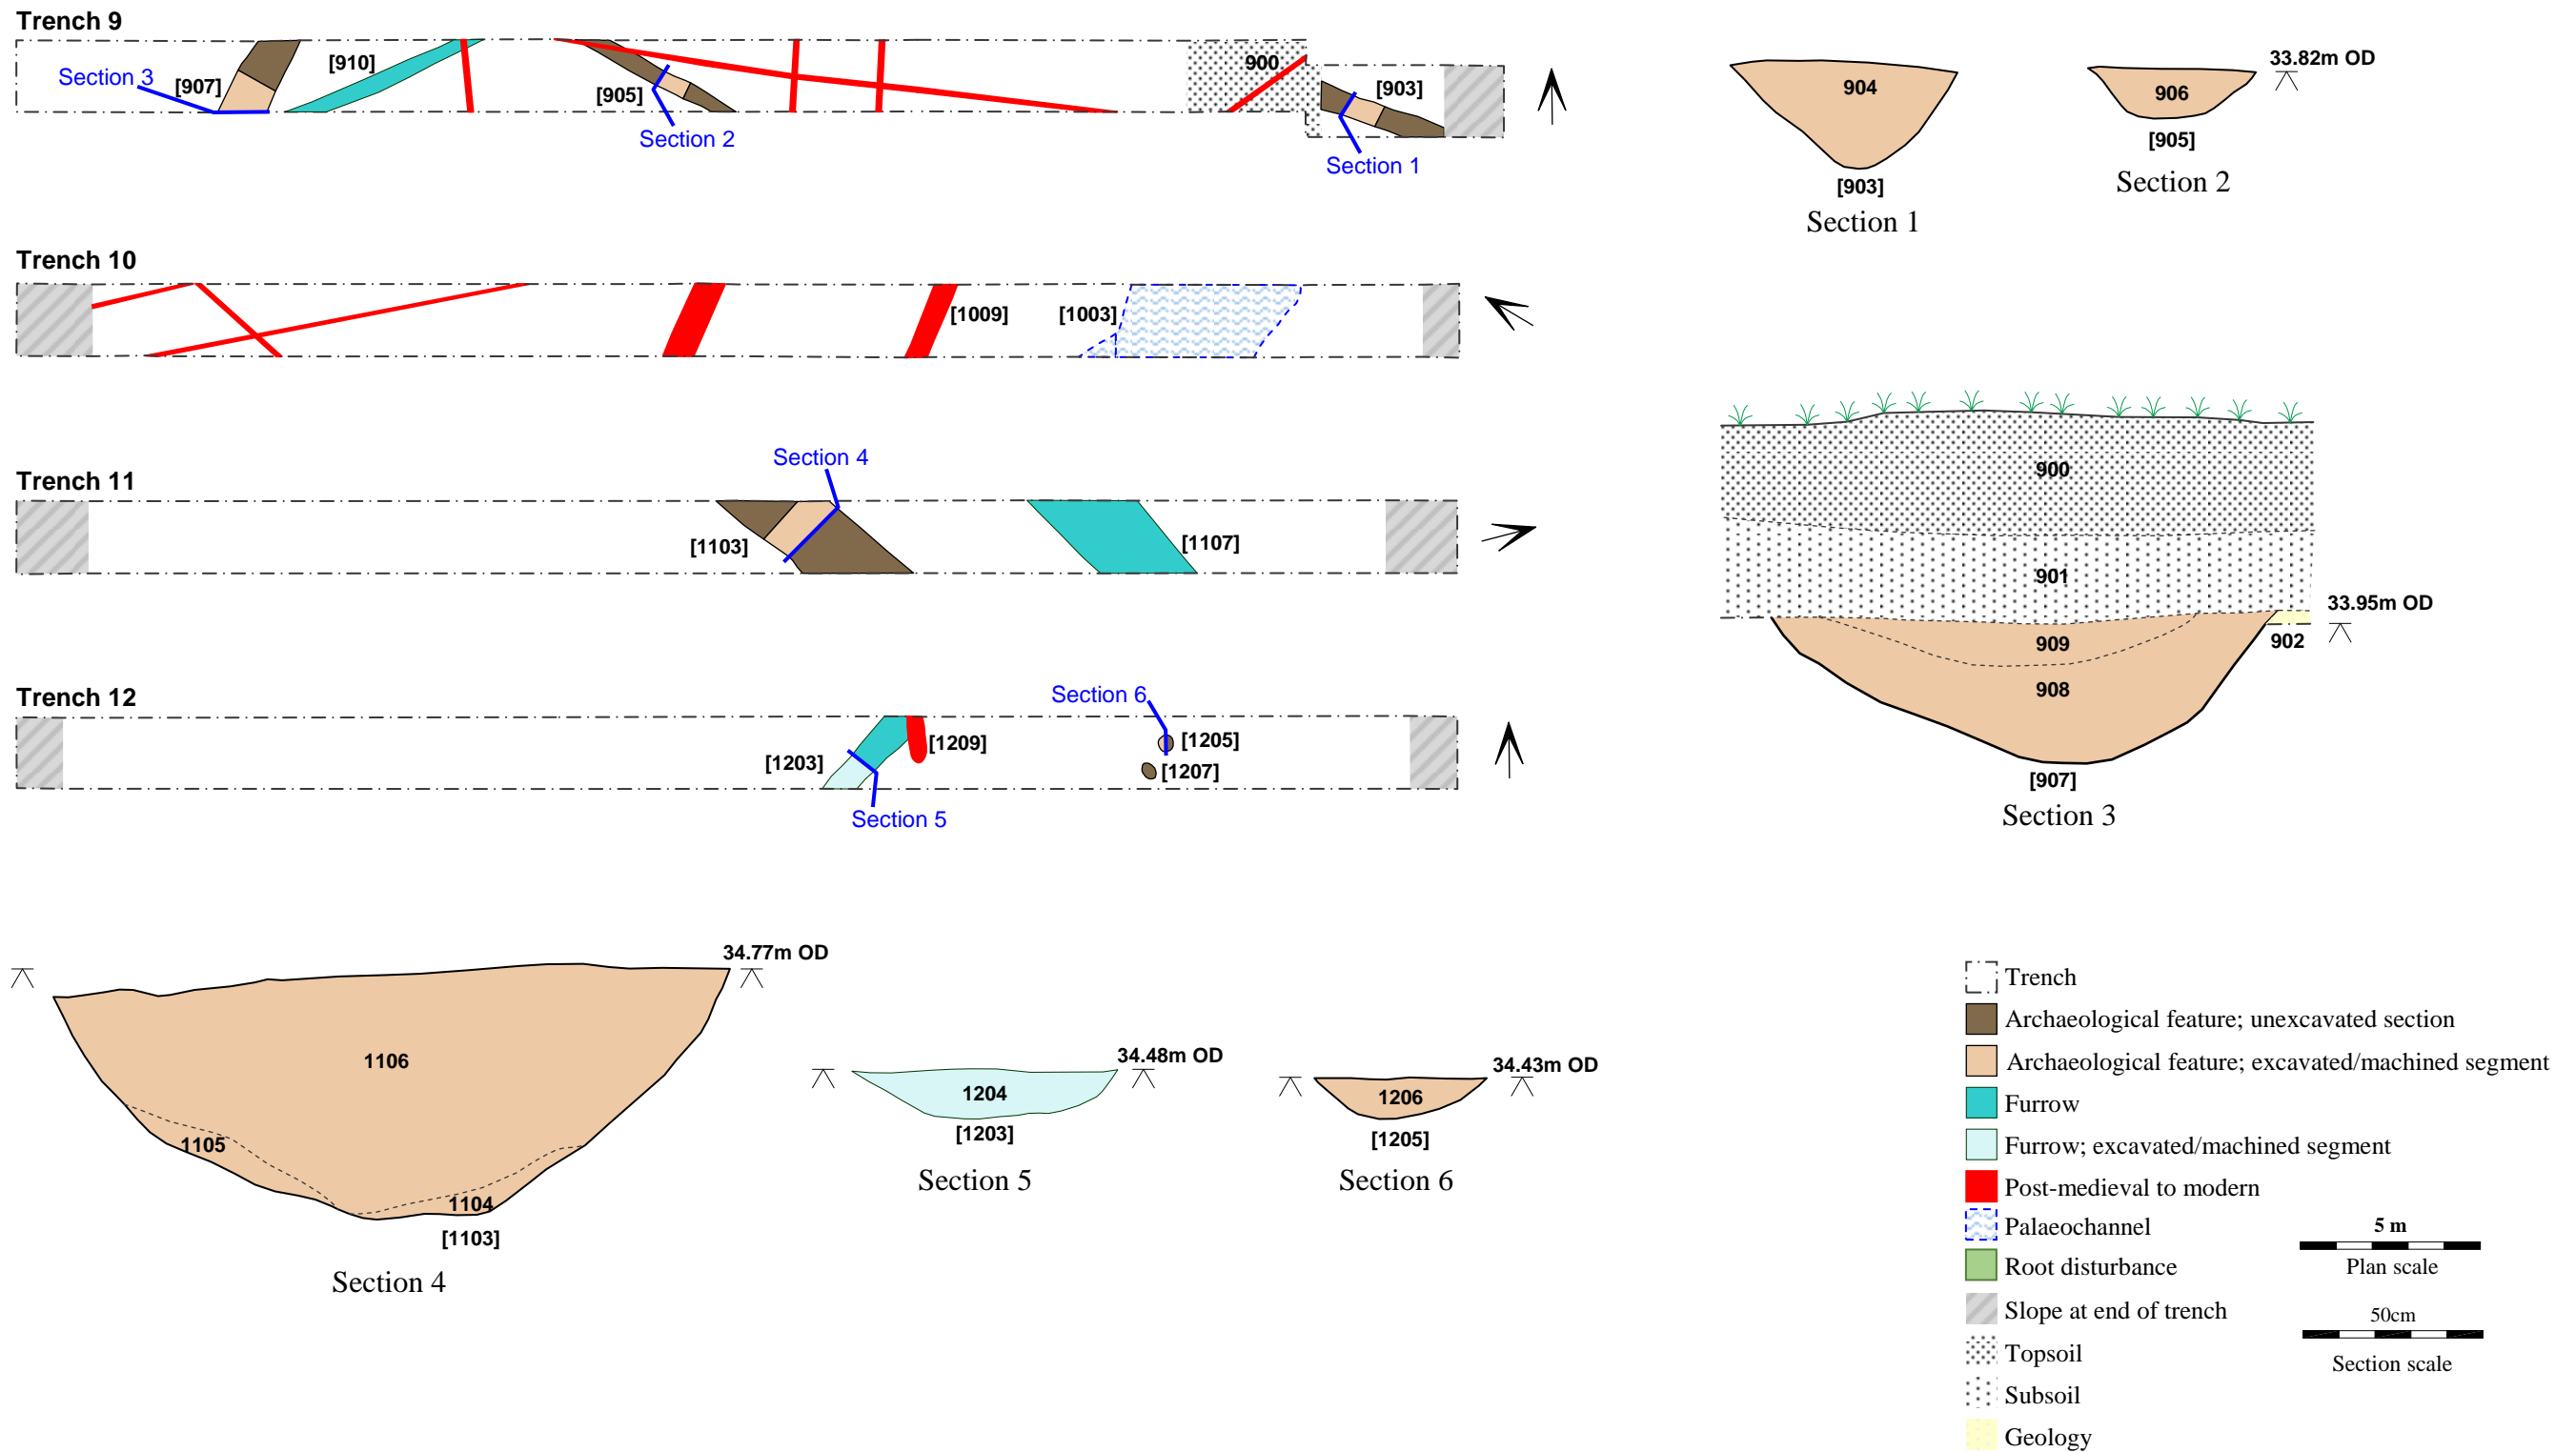 Trench 9
Section 3
[907]
[910]
[905]
Section 2
900
[903]
Section 1
904
[903]
Section 1
906
[905]
Section 2
33.82m OD
Trench 10
[1009]
[1003]
Trench 11
Section 4
[1103]
[1107]
900
901
909
908
[907]
902
33.95m OD
Section 3
Trench 12
Section 6
[1203]
[1209]
[1205]
[1207]
Section 5
34.77m OD
1106
1105
1104
[1103]
Section 4
34.48m OD
1204
[1203]
Section 5
34.43m OD
1206
[1205]
Section 6
Trench
Archaeological feature; unexcavated section
Archaeological feature; excavated/machined segment
Furrow
Furrow; excavated/machined segment
Post-medieval to modern
Palaeochannel
Root disturbance
Slope at end of trench
Topsoil
Subsoil
Geology
5 m
Plan scale
50cm
Section scale